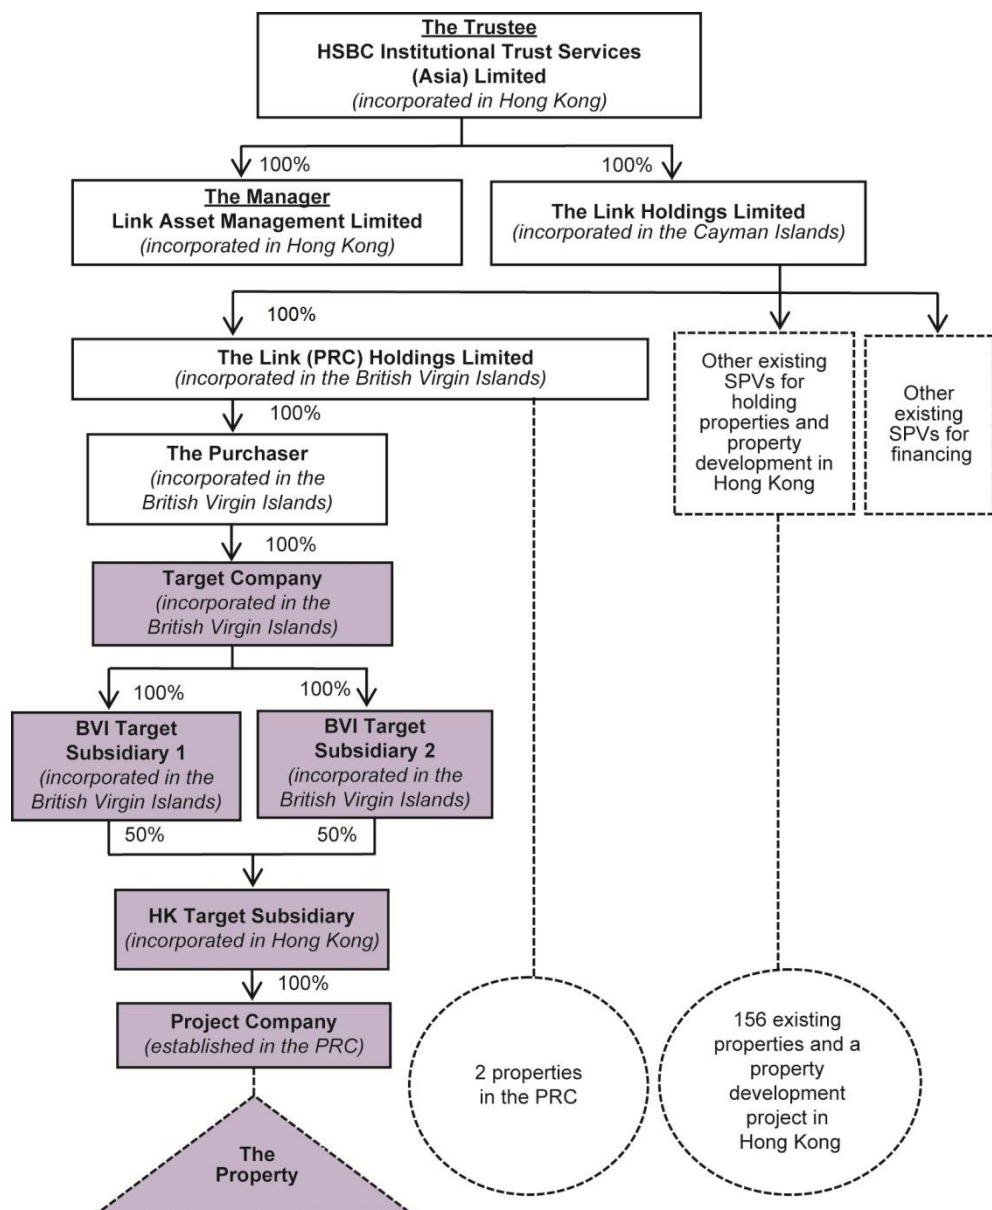 The Trustee
HSBC Institutional Trust Services
(Asia) Limited
(incorporated in Hong Kong)
100%
100%
The Manager
Link Asset Management Limited
(incorporated in Hong Kong)
The Link Holdings Limited
(incorporated in the Cayman Islands)
100%
The Link (PRC) Holdings Limited
(incorporated in the British Virgin Islands)
Other existing
SPVs for
holding
properties and
property
development in
Hong Kong
Other
existing
SPVs for
financing
100%
The Purchaser
(incorporated in the
British Virgin Islands)
100%
Target Company
(incorporated in the
British Virgin Islands)
100%
100%
BVI Target
Subsidiary 1
(incorporated in the
British Virgin Islands)
BVI Target
Subsidiary 2
(incorporated in the
British Virgin Islands)
50%
50%
HK Target Subsidiary
(incorporated in Hong Kong)
100%
Project Company
(established in the PRC)
2 properties
in the PRC
156 existing
properties and a
property
development
project in
Hong Kong
The
Property